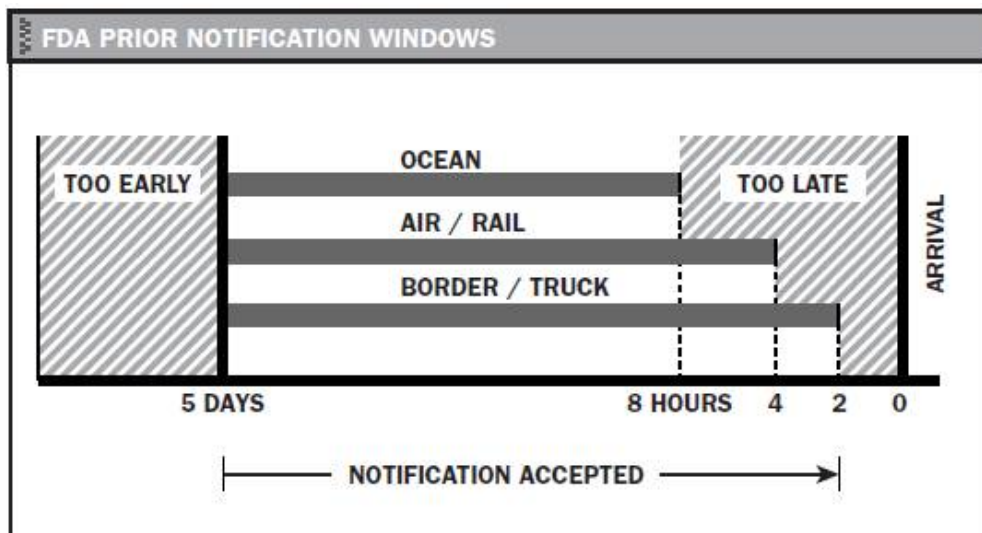 FDA PRIOR NOTIFICATION WINDOWS
OCEAN
TOO EARLY
TOO LATE
AIR / RAIL
ARRIVAL
BORDER / TRUCK
5 DAYS
8 HOURS
4
2
0
NOTIFICATION ACCEPTED